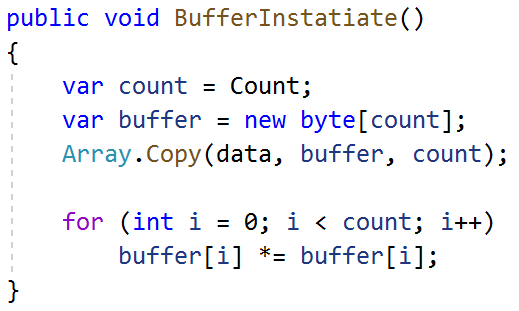 public void BufferInstatiate()
{
    var count = Count;
    var buffer = new byte[count];
    Array.Copy(data, buffer, count);

    for (int i = 0; i < count; i++)
        buffer[i] *= buffer[i];
}